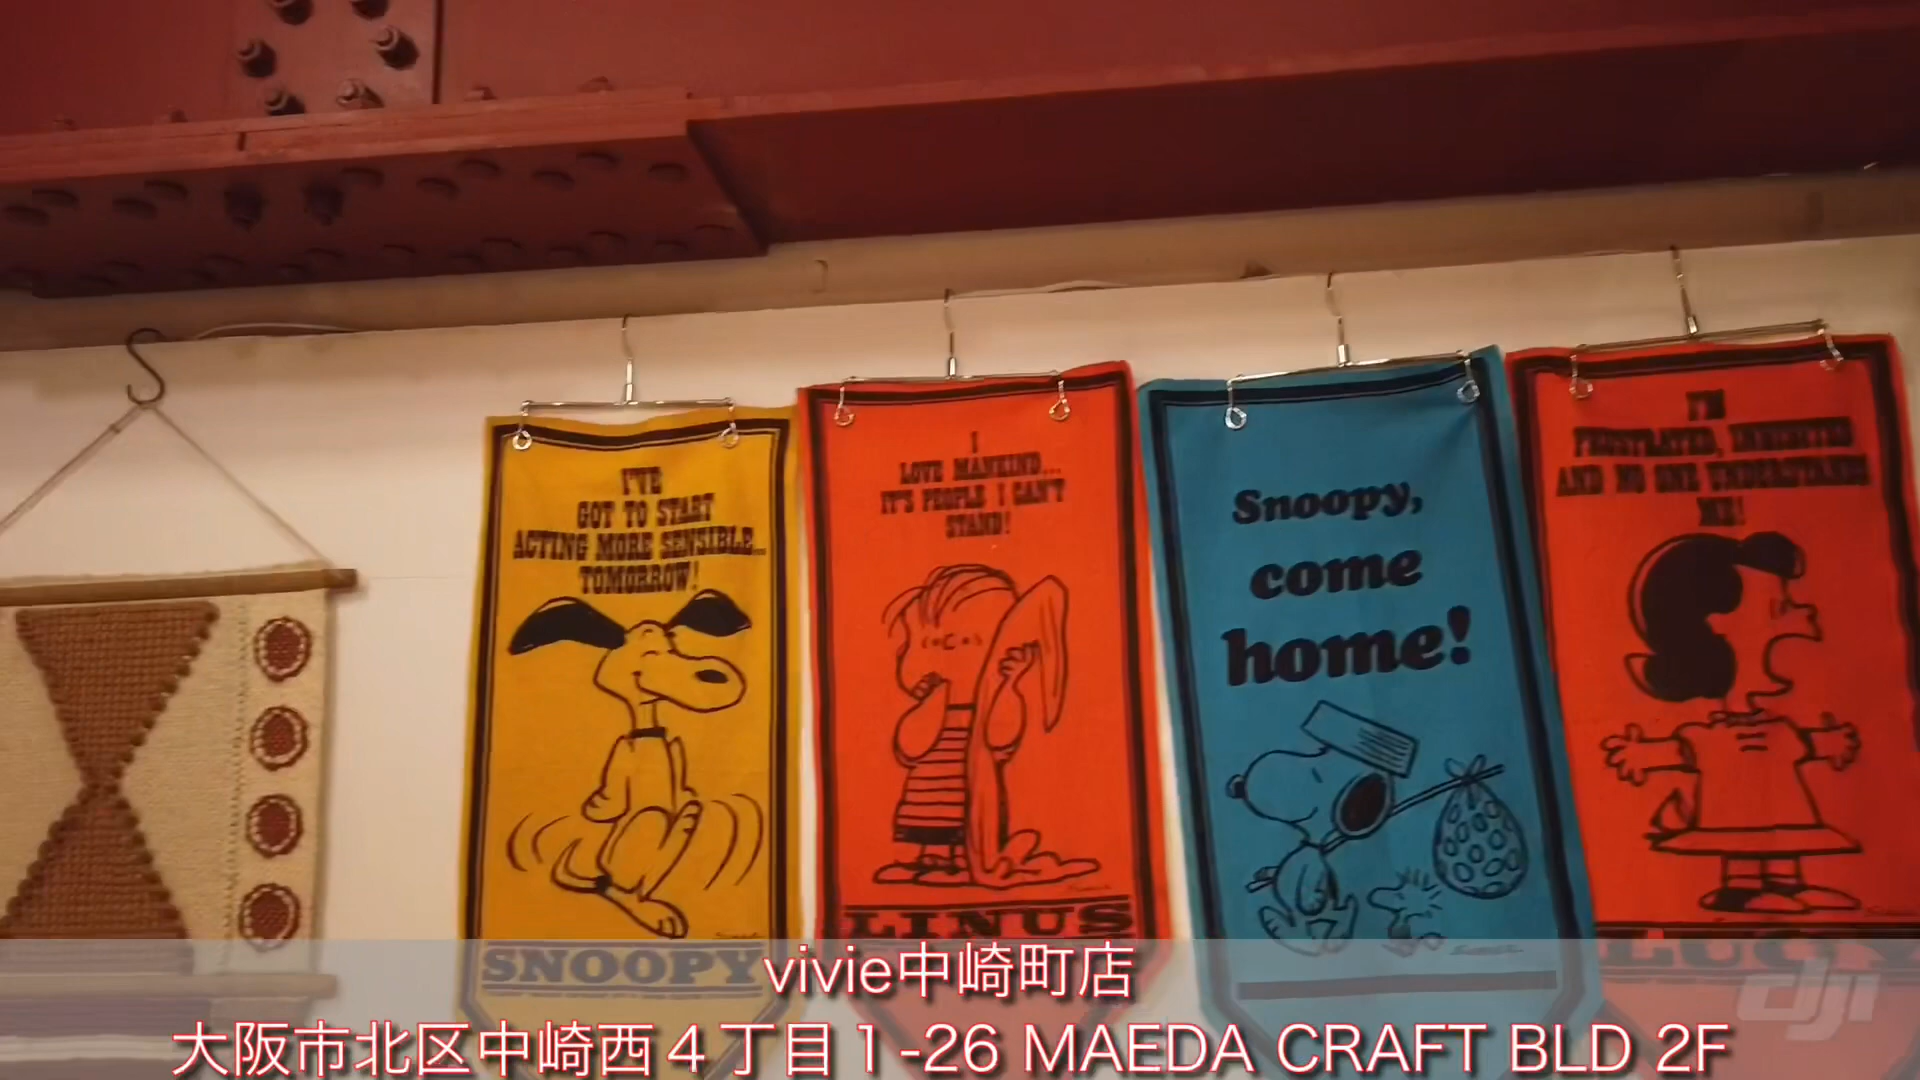 I'VE
GOT TO START
ACTING MORE SENSIBLE...
TOMORROW!
SNOOPY
I
LOVE MANKIND...
IT'S PEOPLE I CAN'T
STAND!
LINUS
Snoopy,
come
home!
I'M
FRUSTRATED, INHIBITED
AND NO ONE UNDERSTANDS
ME!
LUCY
vivie中崎町店
大阪市北区中崎西４丁目１-26 MAEDA CRAFT BLD 2F
dji